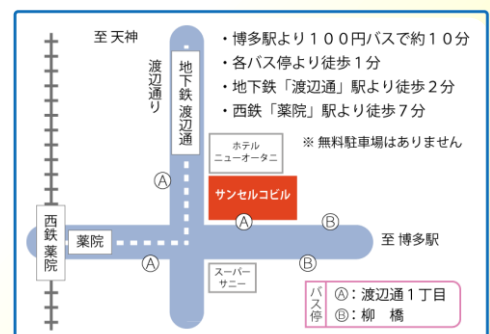 至 天神
・博多駅より１００円バスで約１０分
・各バス停より徒歩１分
・地下鉄「渡辺通」駅より徒歩２分
・西鉄「薬院」駅より徒歩７分
※ 無料駐車場はありません
渡辺通り
地下鉄 渡辺通
ホテル
ニューオータニ
サンセルコビル
Ⓐ
Ⓐ
Ⓑ
西鉄 薬院
薬院
至 博多駅
Ⓐ
Ⓑ
スーパー
サニー
バス停
Ⓐ：渡辺通１丁目
Ⓑ：柳　橋